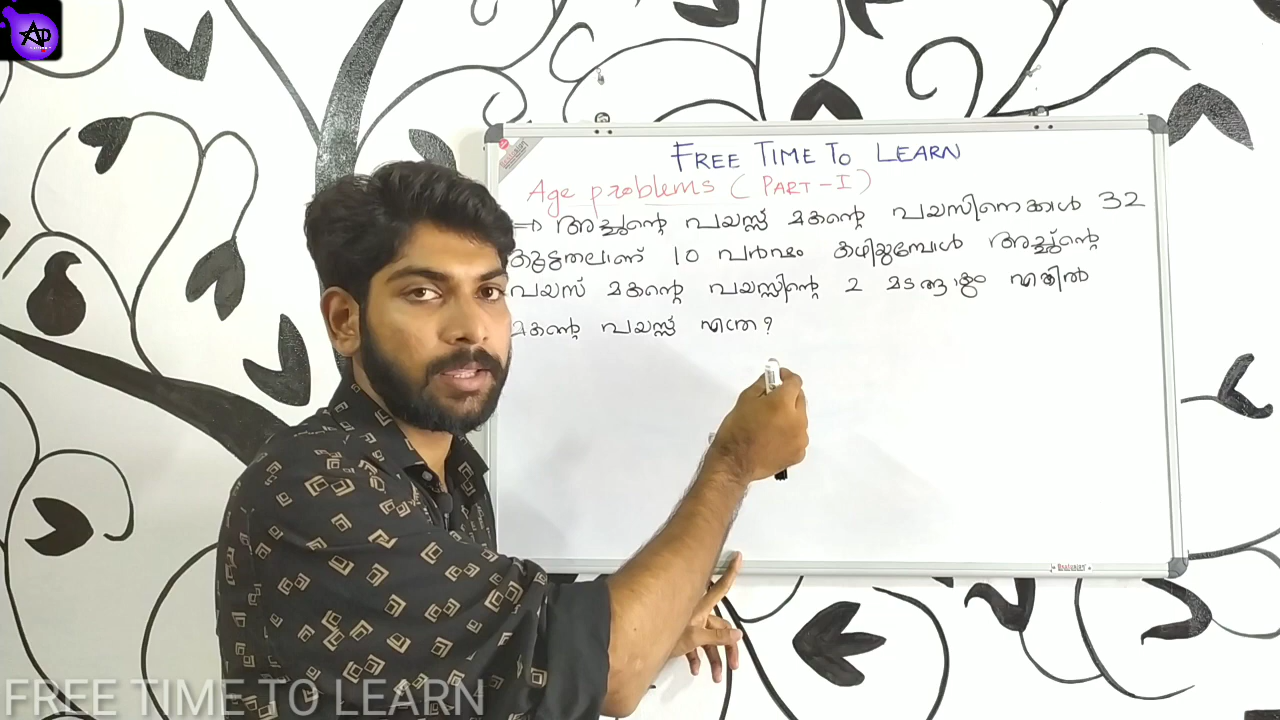 AD
FREE TIME TO LEARN
Age problems (PART-I)
⇒ അച്ഛന്റെ വയസ്സ് മകന്റെ വയസിനെക്കാൾ 32
കൂടുതലാണ് 10 വർഷം കഴിയുമ്പോൾ അച്ഛന്റെ
വയസ് മകന്റെ വയസ്സിന്റെ 2 മടങ്ങാകും എങ്കിൽ
മകന്റെ വയസ്സ് എത്ര?
FREE TIME TO LEARN